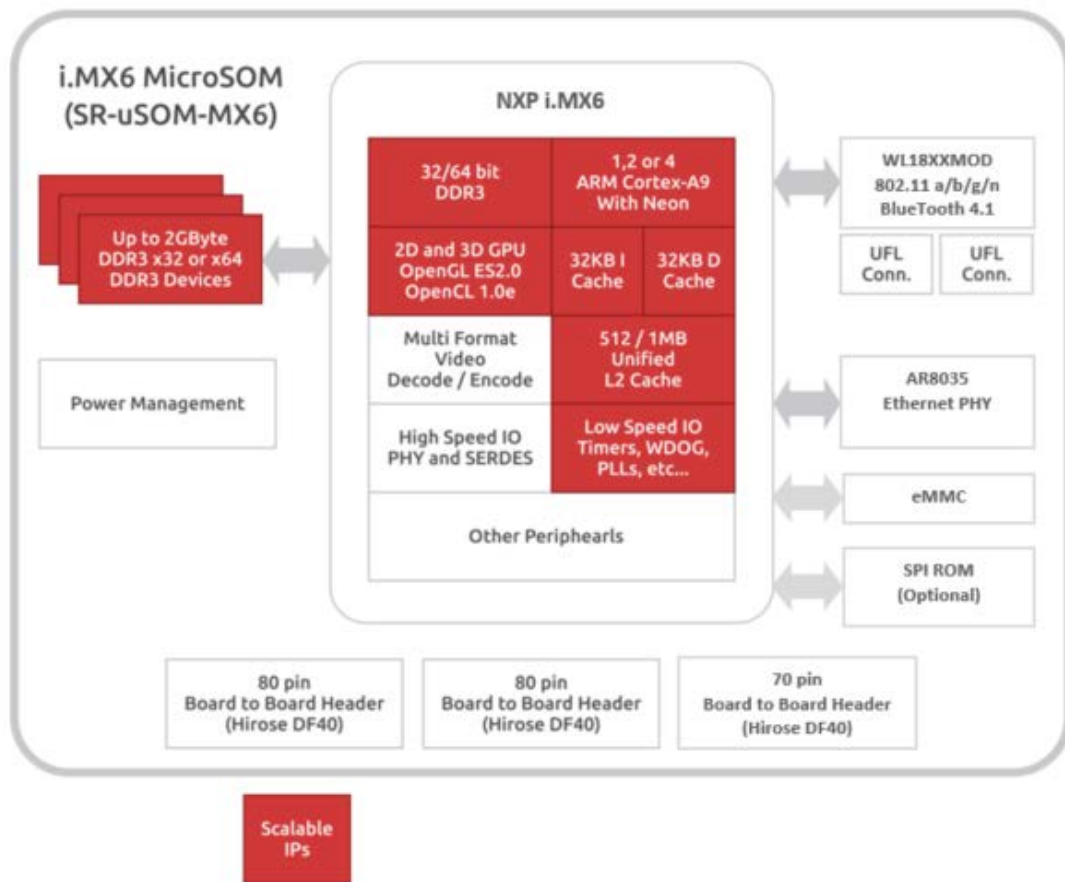 i.MX6 MicroSOM
(SR-uSOM-MX6)
NXP i.MX6
32/64 bit
DDR3
1,2 or 4
ARM Cortex-A9
With Neon
WL18XXMOD
802.11 a/b/g/n
BlueTooth 4.1
Up to 2GByte
DDR3 x32 or x64
DDR3 Devices
2D and 3D GPU
OpenGL ES2.0
OpenCL 1.0e
32KB I
Cache
32KB D
Cache
UFL
Conn.
UFL
Conn.
Multi Format
Video
Decode / Encode
512 / 1MB
Unified
L2 Cache
Power Management
AR8035
Ethernet PHY
High Speed IO
PHY and SERDES
Low Speed IO
Timers, WDOG,
PLLs, etc...
eMMC
Other Periphearls
SPI ROM
(Optional)
80 pin
Board to Board Header
(Hirose DF40)
80 pin
Board to Board Header
(Hirose DF40)
70 pin
Board to Board Header
(Hirose DF40)
Scalable
IPs